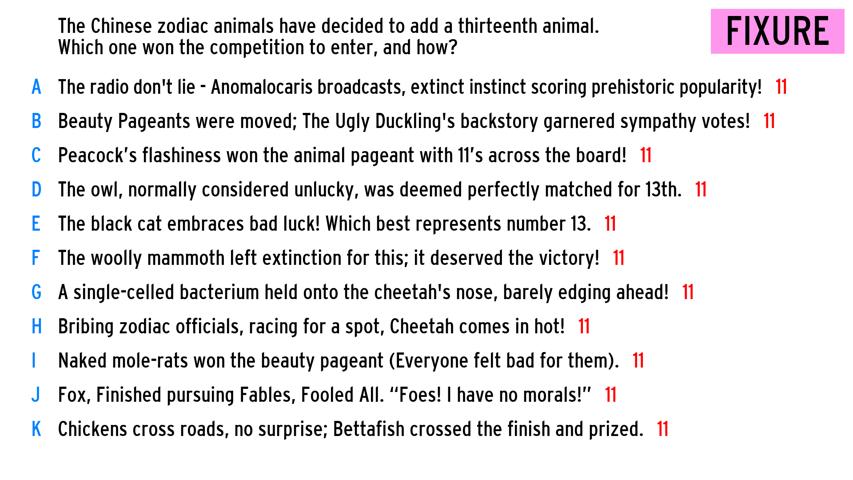 The Chinese zodiac animals have decided to add a thirteenth animal.
Which one won the competition to enter, and how?
FIXURE
A The radio don't lie - Anomalocaris broadcasts, extinct instinct scoring prehistoric popularity! 11
B Beauty Pageants were moved; The Ugly Duckling's backstory garnered sympathy votes! 11
C Peacock's flashiness won the animal pageant with 11's across the board! 11
D The owl, normally considered unlucky, was deemed perfectly matched for 13th. 11
E The black cat embraces bad luck! Which best represents number 13. 11
F The woolly mammoth left extinction for this; it deserved the victory! 11
G A single-celled bacterium held onto the cheetah's nose, barely edging ahead! 11
H Bribing zodiac officials, racing for a spot, Cheetah comes in hot! 11
I Naked mole-rats won the beauty pageant (Everyone felt bad for them). 11
J Fox, Finished pursuing Fables, Fooled All. “Foes! I have no morals!” 11
K Chickens cross roads, no surprise; Bettafish crossed the finish and prized. 11